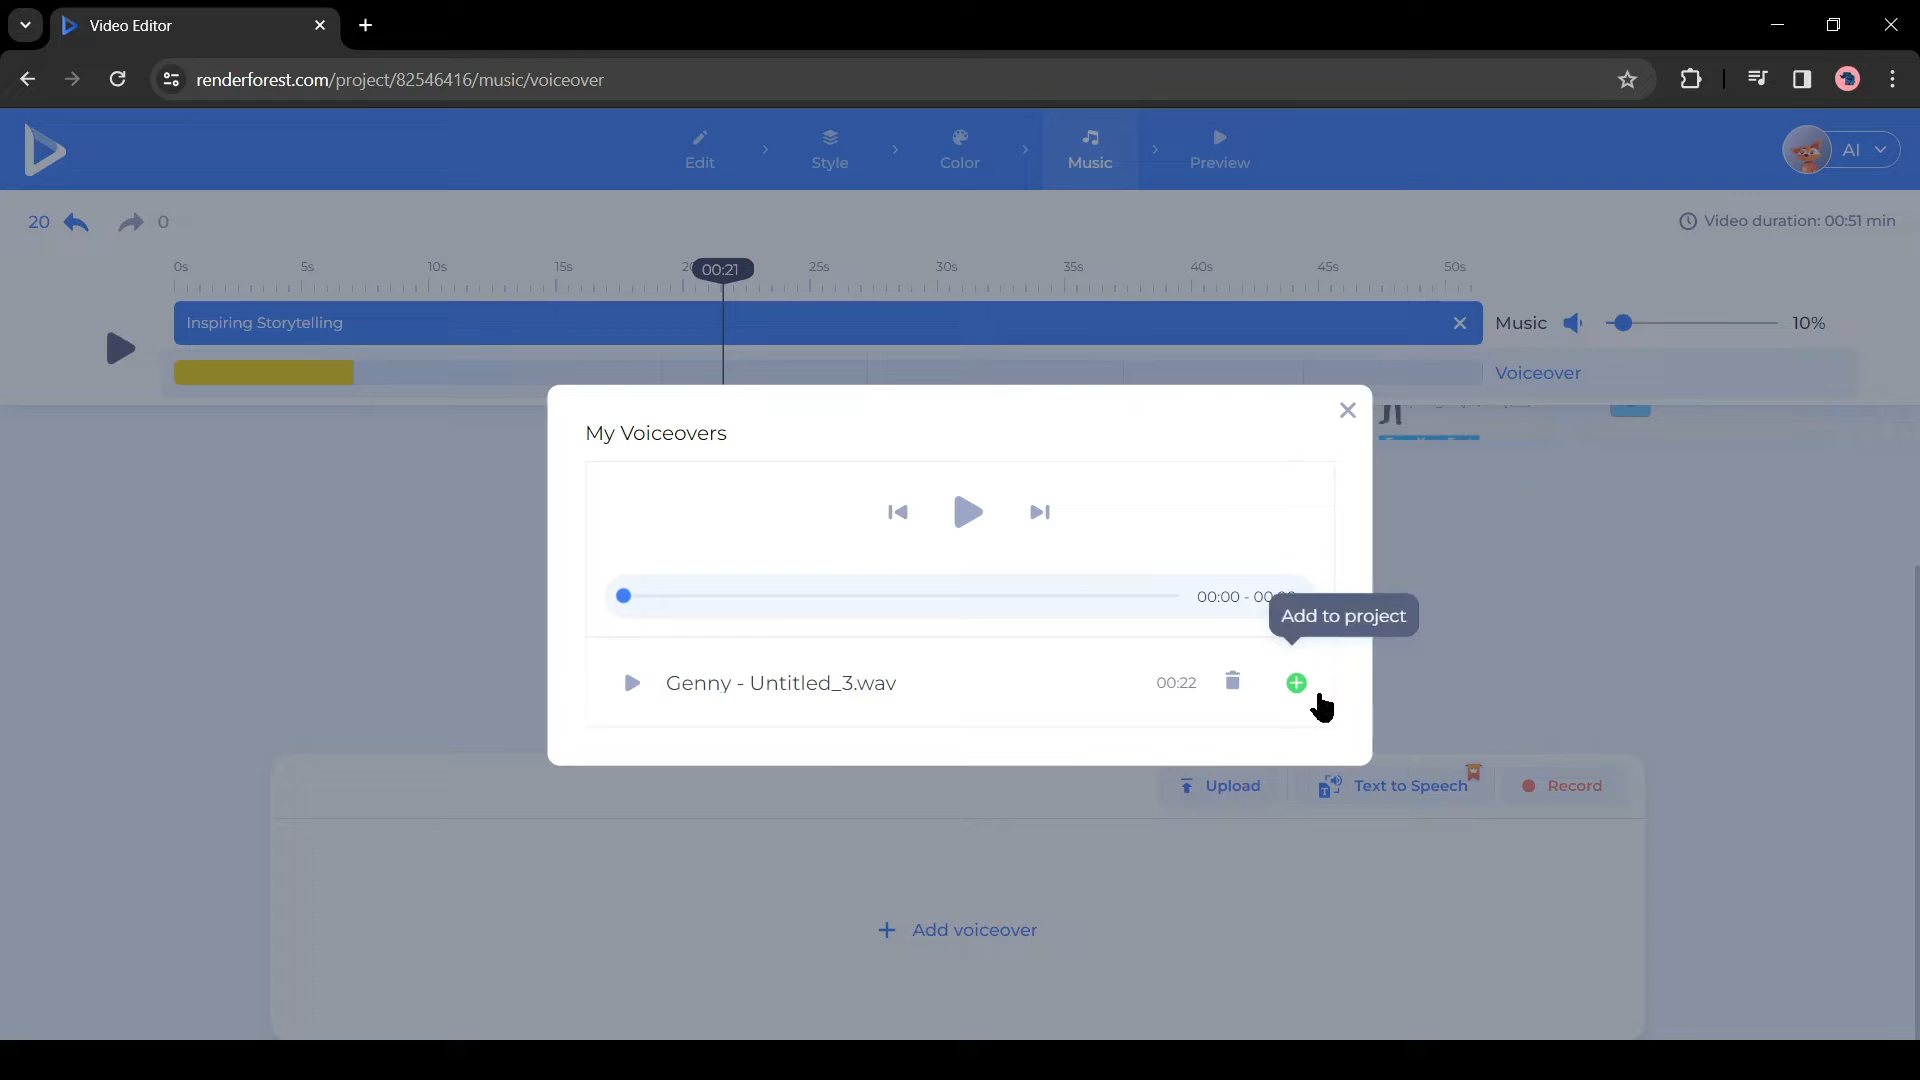 Video Editor
renderforest.com/project/82546416/music/voiceover
Edit
Style
Color
Music
Preview
AI
20
0
Video duration: 00:51 min
0s 5s 10s 15s 00:21 25s 30s 35s 40s 45s 50s
Inspiring Storytelling
Music
10%
Voiceover
My Voiceovers
00:00 - 00
Add to project
Genny - Untitled_3.wav
00:22
Upload
Text to Speech
Record
+ Add voiceover